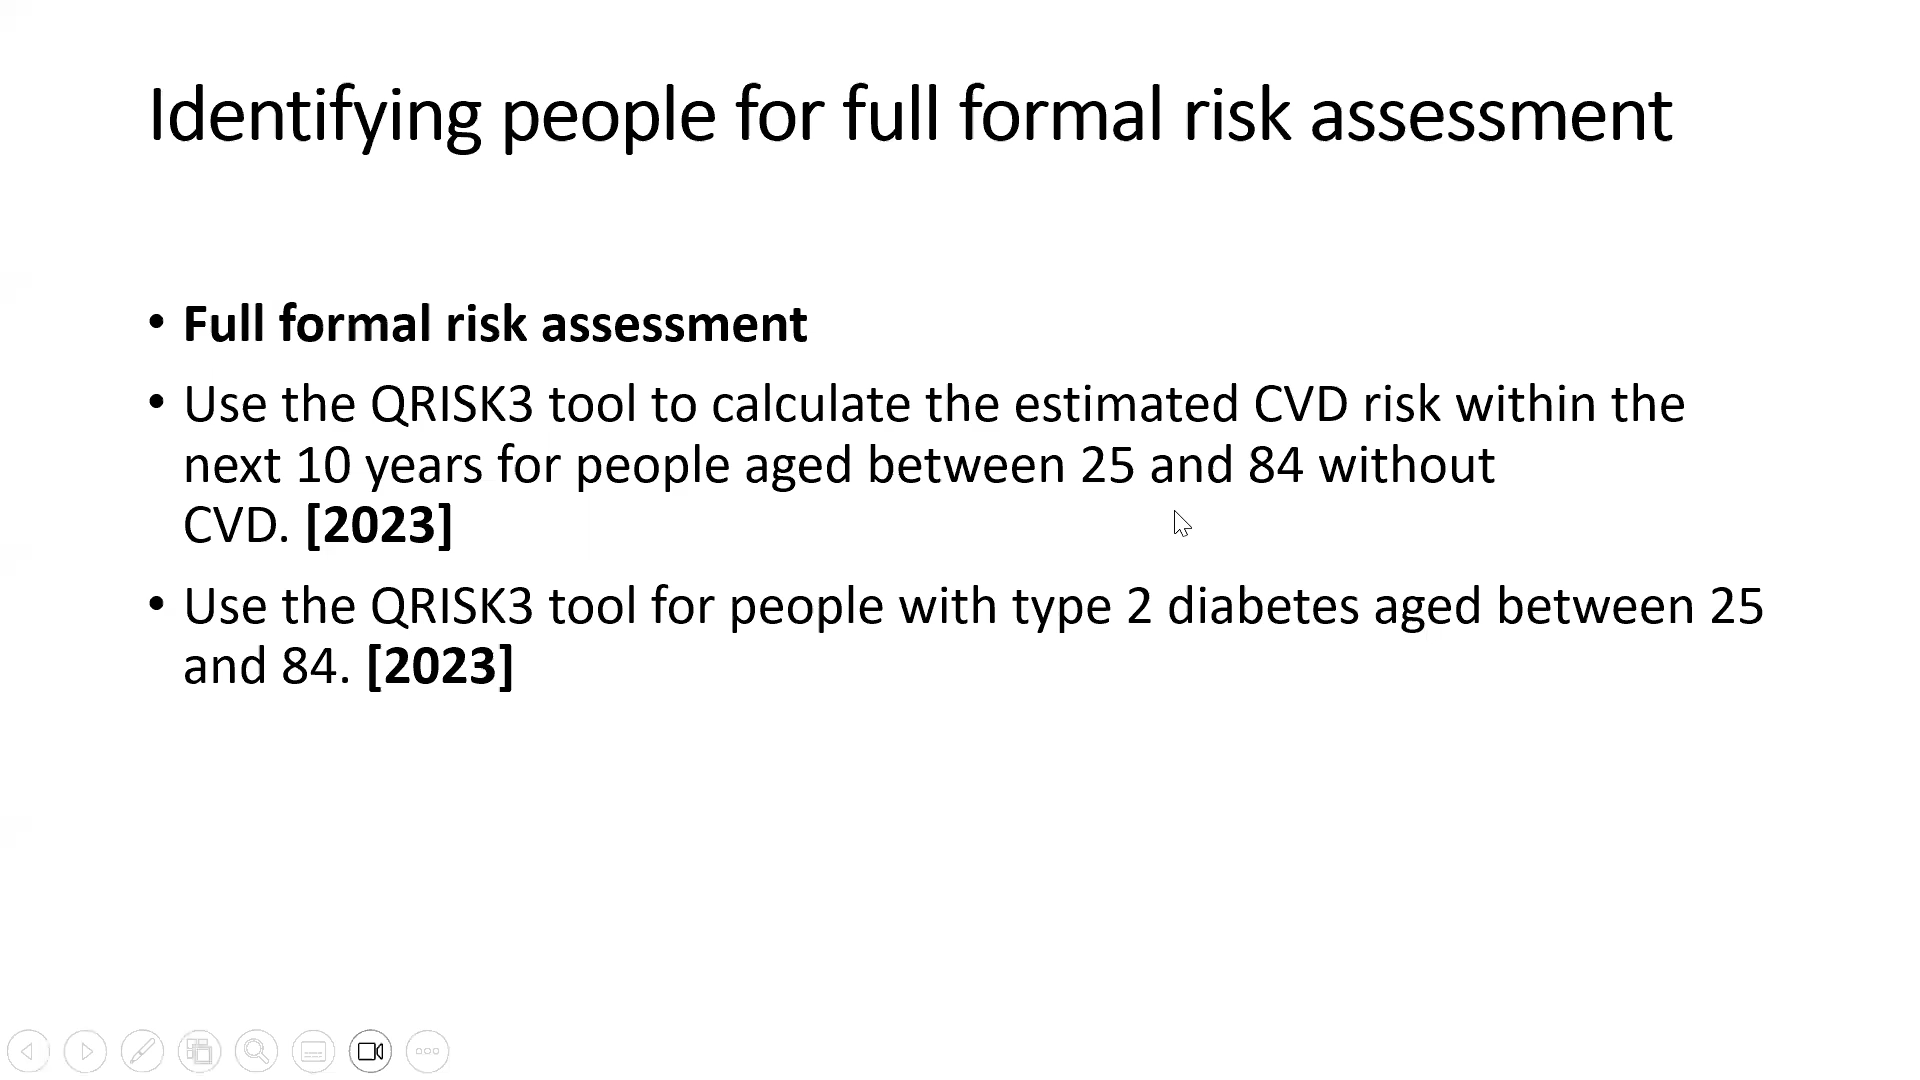 Identifying people for full formal risk assessment
• Full formal risk assessment
• Use the QRISK3 tool to calculate the estimated CVD risk within the
next 10 years for people aged between 25 and 84 without
CVD. [2023]
• Use the QRISK3 tool for people with type 2 diabetes aged between 25
and 84. [2023]